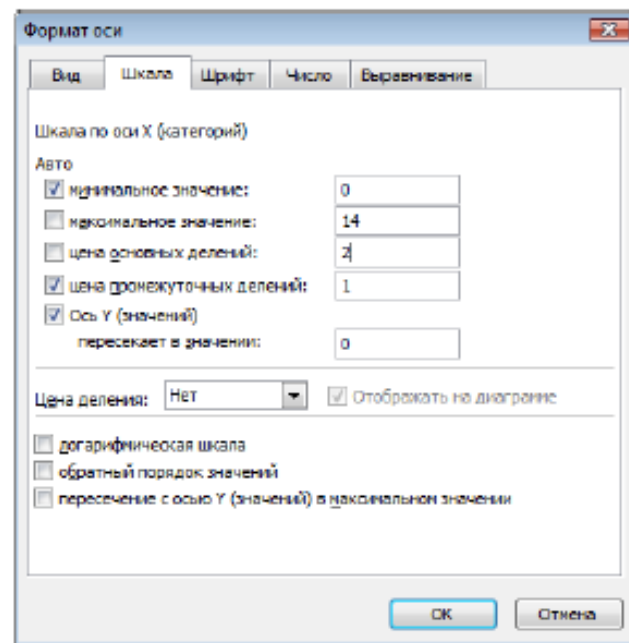 Формат оси
Вид Шкала Шрифт Число Выравнивание
Шкала по оси X (категорий)
Авто
минимальное значение: 0
максимальное значение: 14
цена основных делений: 2
цена промежуточных делений: 1
Ось Y (значений)
пересекает в значении: 0
Цена деления: Нет Отображать на диаграмме
логарифмическая шкала
обратный порядок значений
пересечение с осью Y (значений) в максимальном значении
ОК Отмена